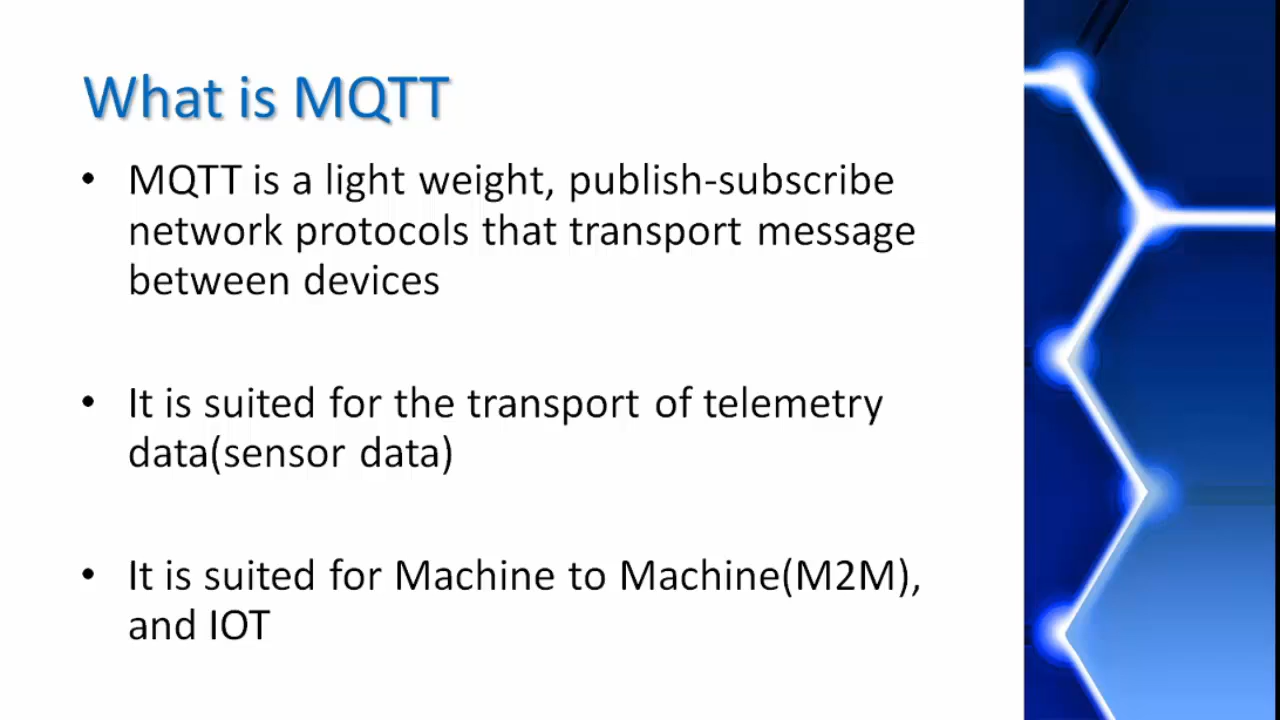 What is MQTT
• MQTT is a light weight, publish-subscribe
network protocols that transport message
between devices
• It is suited for the transport of telemetry
data(sensor data)
• It is suited for Machine to Machine(M2M),
and IOT